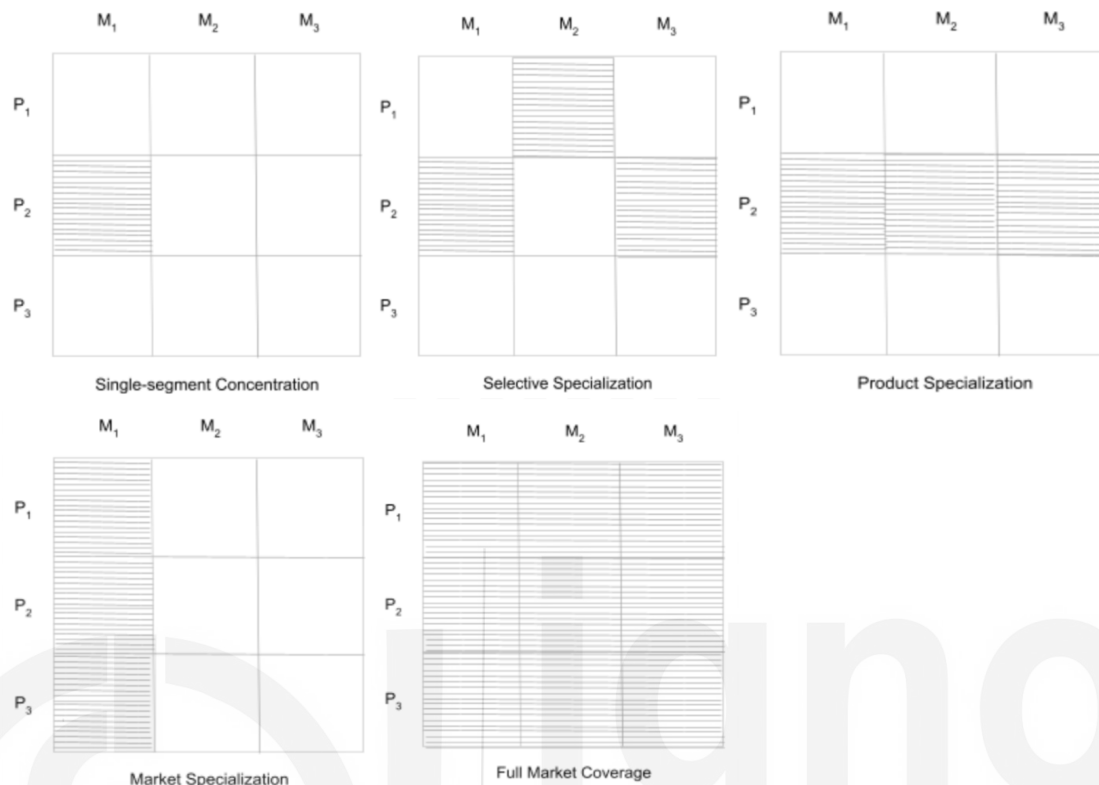 M₁ M₂ M₃
P₁
P₂
P₃
Single-segment Concentration
M₁ M₂ M₃
P₁
P₂
P₃
Selective Specialization
M₁ M₂ M₃
P₁
P₂
P₃
Product Specialization
M₁ M₂ M₃
P₁
P₂
P₃
Market Specialization
M₁ M₂ M₃
P₁
P₂
P₃
Full Market Coverage
igno